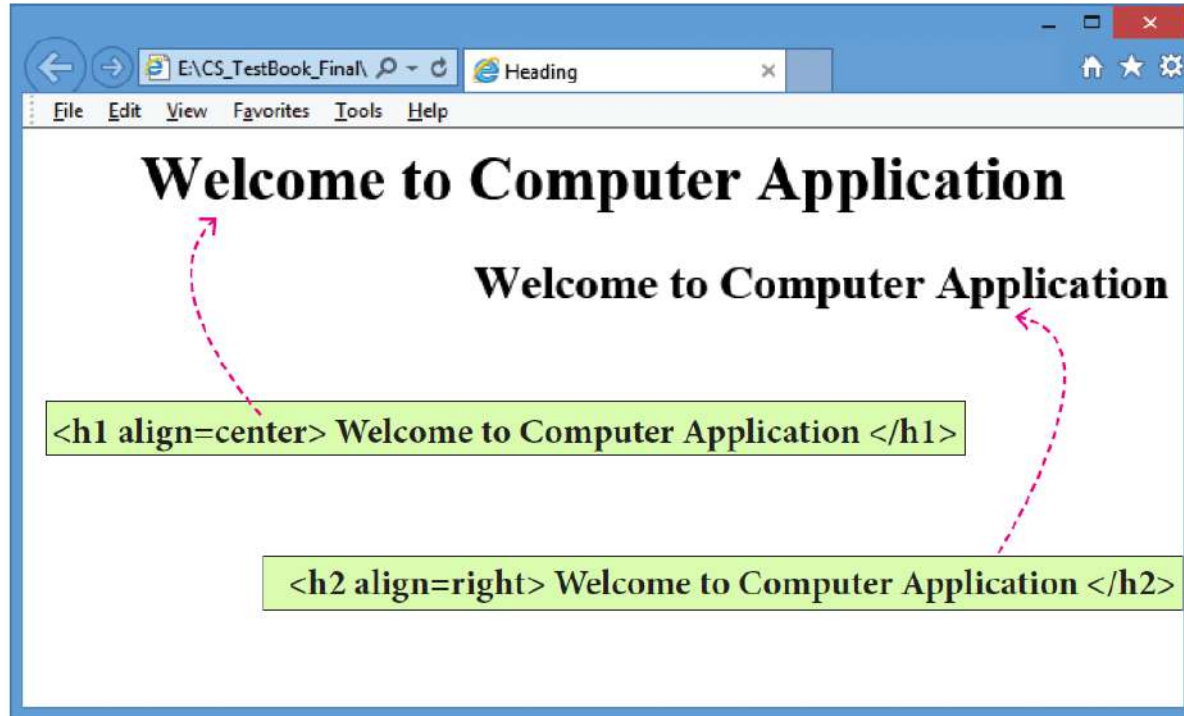 E:\CS_TestBook_Final\ Heading
File Edit View Favorites Tools Help
Welcome to Computer Application
Welcome to Computer Application
<h1 align=center> Welcome to Computer Application </h1>
<h2 align=right> Welcome to Computer Application </h2>